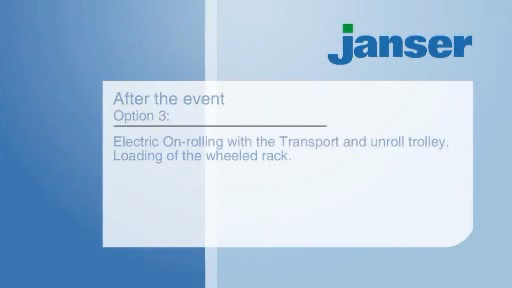 janser
After the event
Option 3:
Electric On-rolling with the Transport and unroll trolley.
Loading of the wheeled rack.